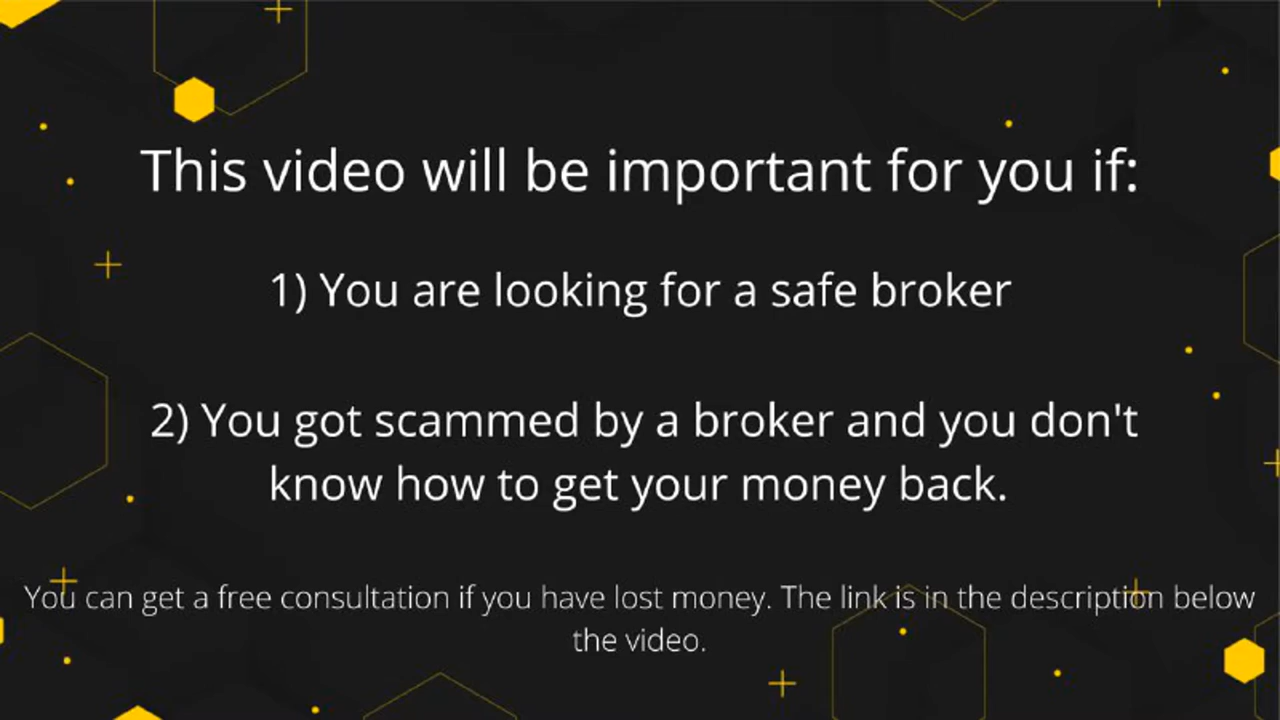 This video will be important for you if:
1) You are looking for a safe broker
2) You got scammed by a broker and you don't
know how to get your money back.
You can get a free consultation if you have lost money. The link is in the description below
the video.